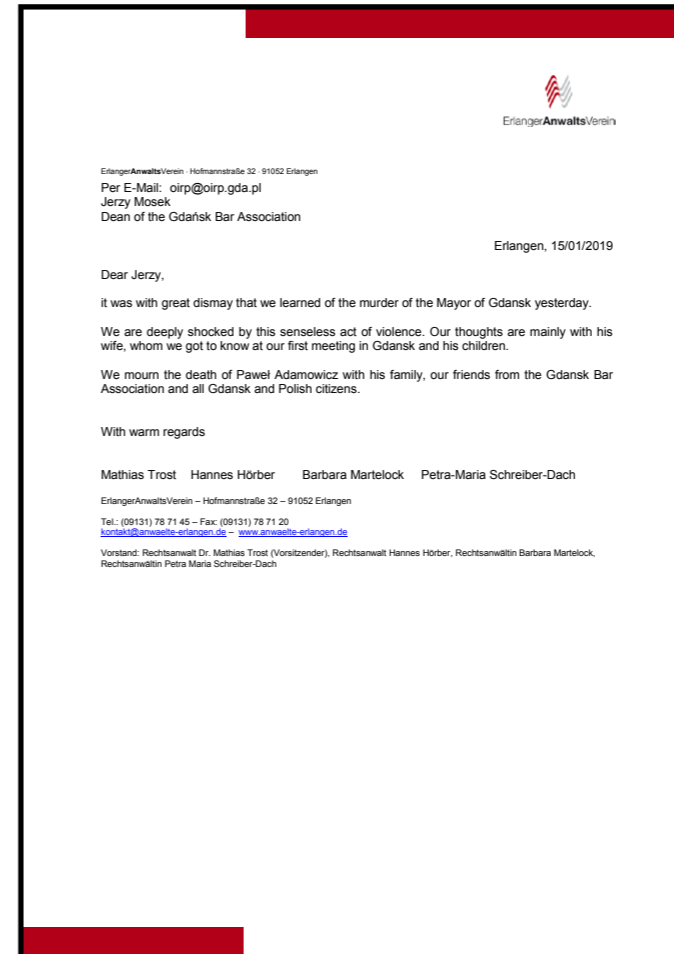 ErlangerAnwaltsVerein
ErlangerAnwaltsVerein · Hofmannstraße 32 · 91052 Erlangen
Per E-Mail: oirp@oirp.gda.pl
Jerzy Mosek
Dean of the Gdańsk Bar Association
Erlangen, 15/01/2019
Dear Jerzy,
it was with great dismay that we learned of the murder of the Mayor of Gdansk yesterday.
We are deeply shocked by this senseless act of violence. Our thoughts are mainly with his
wife, whom we got to know at our first meeting in Gdansk and his children.
We mourn the death of Paweł Adamowicz with his family, our friends from the Gdansk Bar
Association and all Gdansk and Polish citizens.
With warm regards
Mathias Trost Hannes Hörber Barbara Martelock Petra-Maria Schreiber-Dach
ErlangerAnwaltsVerein – Hofmannstraße 32 – 91052 Erlangen
Tel.: (09131) 78 71 45 – Fax: (09131) 78 71 20
kontakt@anwaelte-erlangen.de – www.anwaelte-erlangen.de
Vorstand: Rechtsanwalt Dr. Mathias Trost (Vorsitzender), Rechtsanwalt Hannes Hörber, Rechtsanwältin Barbara Martelock,
Rechtsanwältin Petra Maria Schreiber-Dach